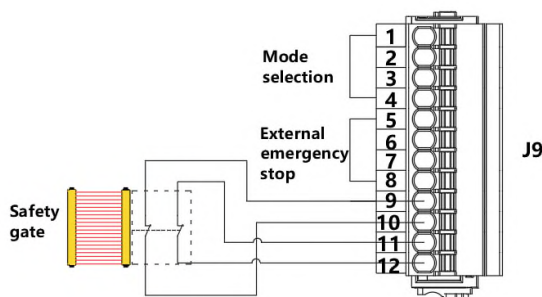 Mode
selection
External
emergency
stop
Safety
gate
1
2
3
4
5
6
7
8
9
10
11
12
J9